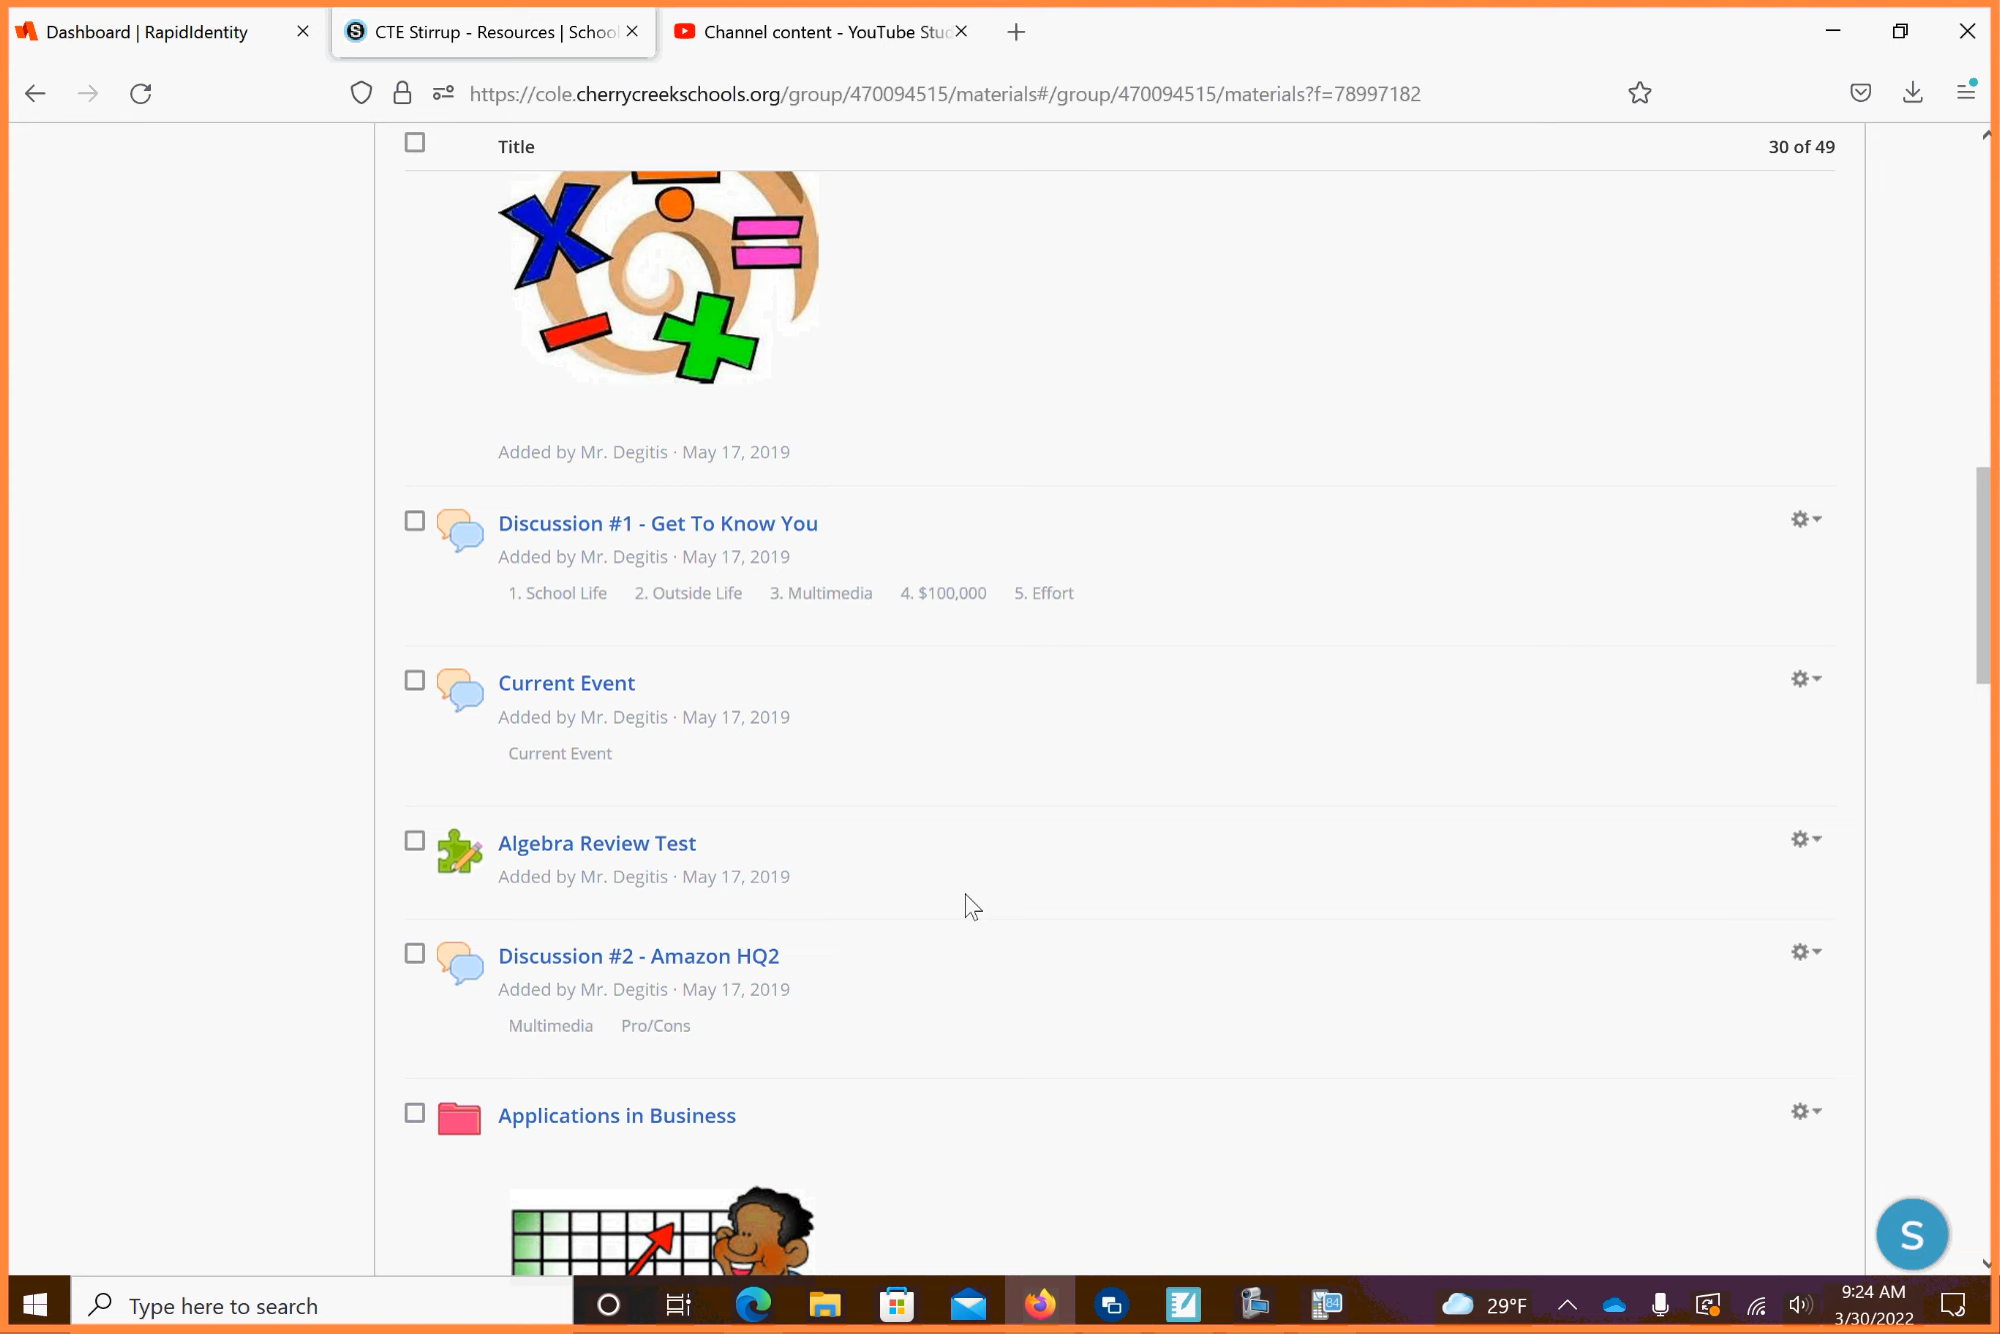 Dashboard | RapidIdentity
CTE Stirrup - Resources | Schoo
Channel content - YouTube Stud
https://cole.cherrycreekschools.org/group/470094515/materials#/group/470094515/materials?f=78997182
Title
30 of 49
Added by Mr. Degitis · May 17, 2019
Discussion #1 - Get To Know You
Added by Mr. Degitis · May 17, 2019
1. School Life 2. Outside Life 3. Multimedia 4. $100,000 5. Effort
Current Event
Added by Mr. Degitis · May 17, 2019
Current Event
Algebra Review Test
Added by Mr. Degitis · May 17, 2019
Discussion #2 - Amazon HQ2
Added by Mr. Degitis · May 17, 2019
Multimedia Pro/Cons
Applications in Business
S
Type here to search
84
29°F
9:24 AM
3/30/2022